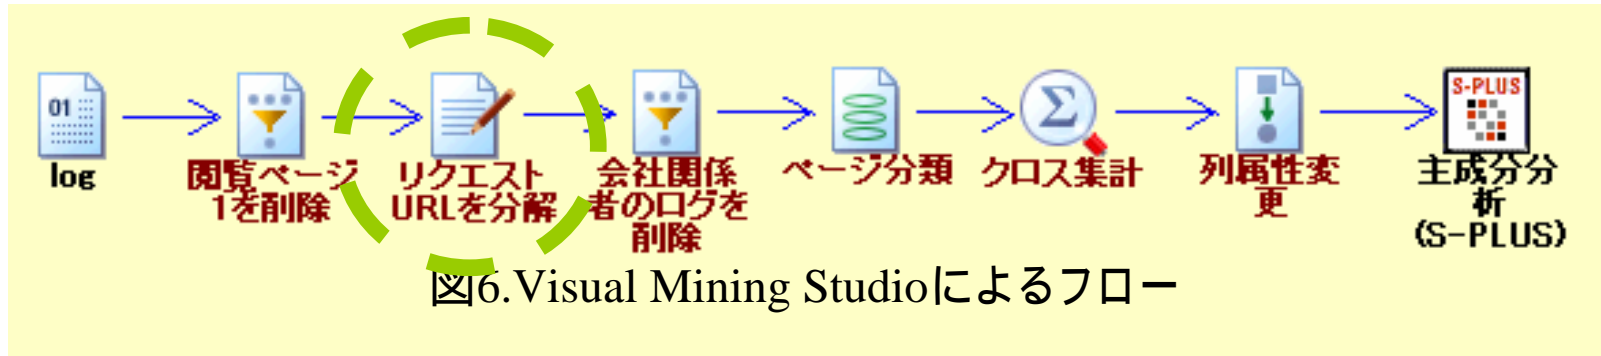 01
S-PLUS
log
閲覧ページ
1を削除
リクエスト
URLを分解
会社関係
者のログを
削除
ページ分類
クロス集計
列属性変
更
主成分分
析
(S-PLUS)
図6.Visual Mining Studioによるフロー